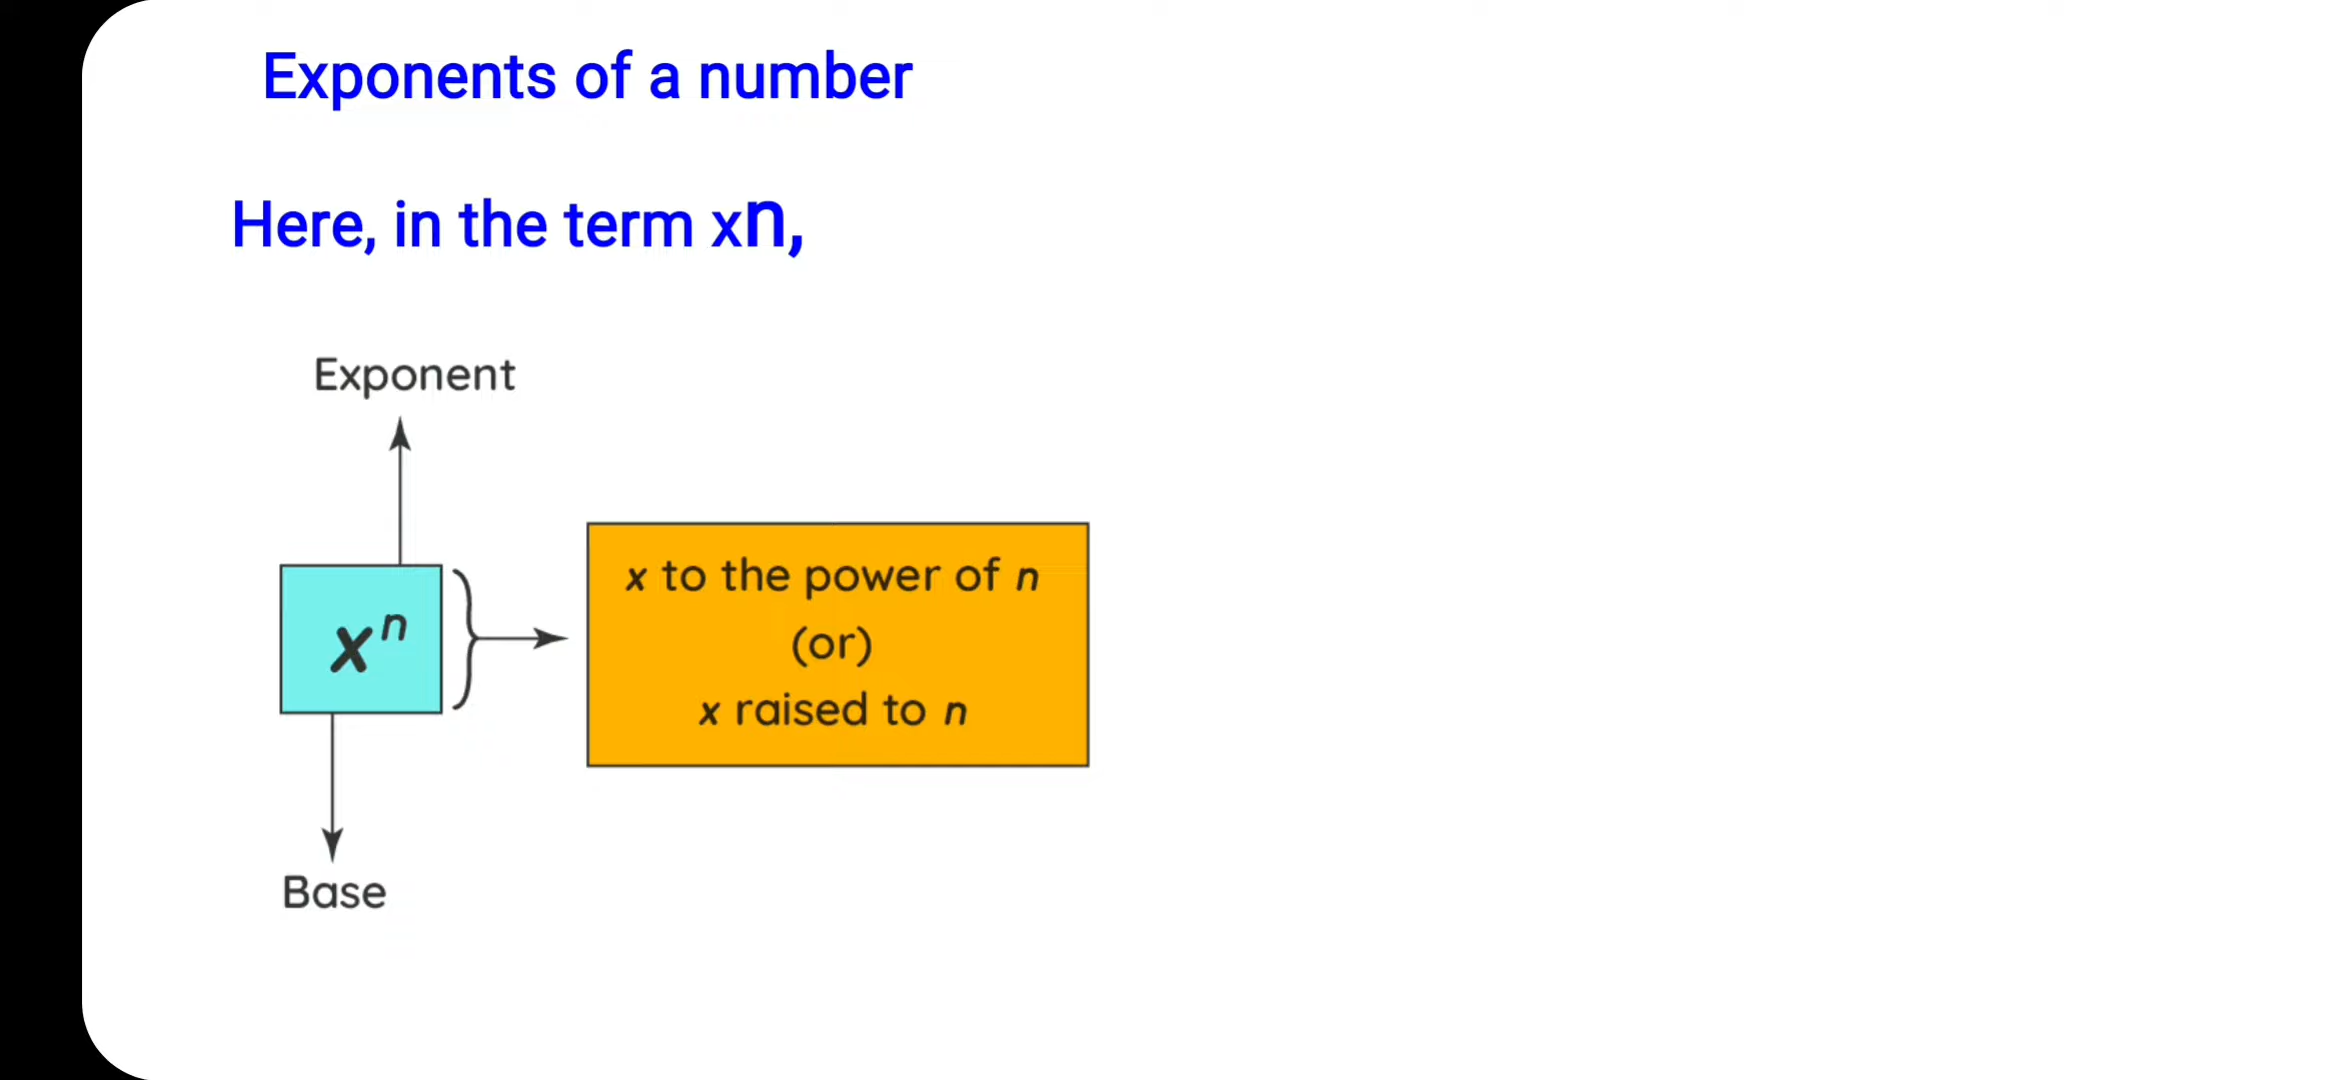 Exponents of a number
Here, in the term xn,
Exponent
x to the power of n
xⁿ
(or)
x raised to n
Base